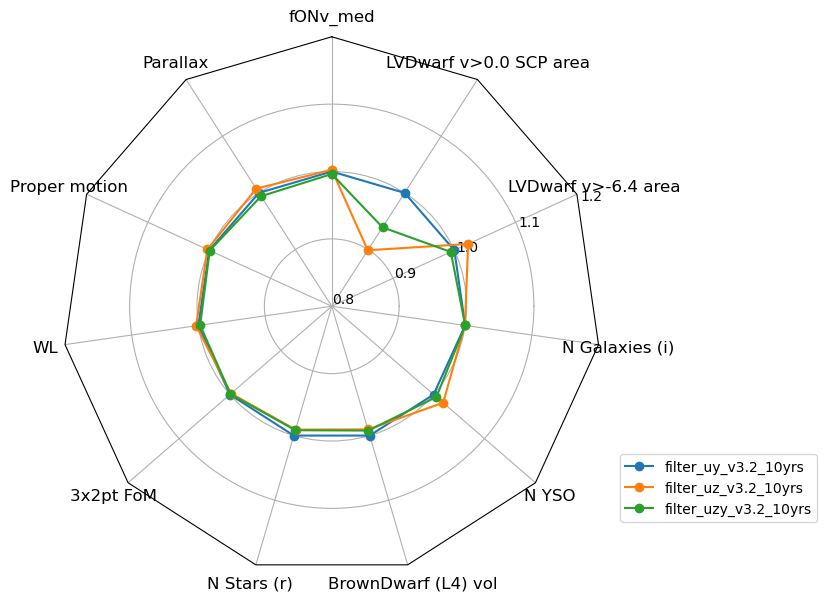 fONv_med
Parallax
LVDwarf v>0.0 SCP area
Proper motion
LVDwarf v>-6.4 area
1.2
1.1
1.0
0.9
0.8
WL
N Galaxies (i)
3x2pt FoM
N YSO
N Stars (r)
BrownDwarf (L4) vol
filter_uy_v3.2_10yrs
filter_uz_v3.2_10yrs
filter_uzy_v3.2_10yrs